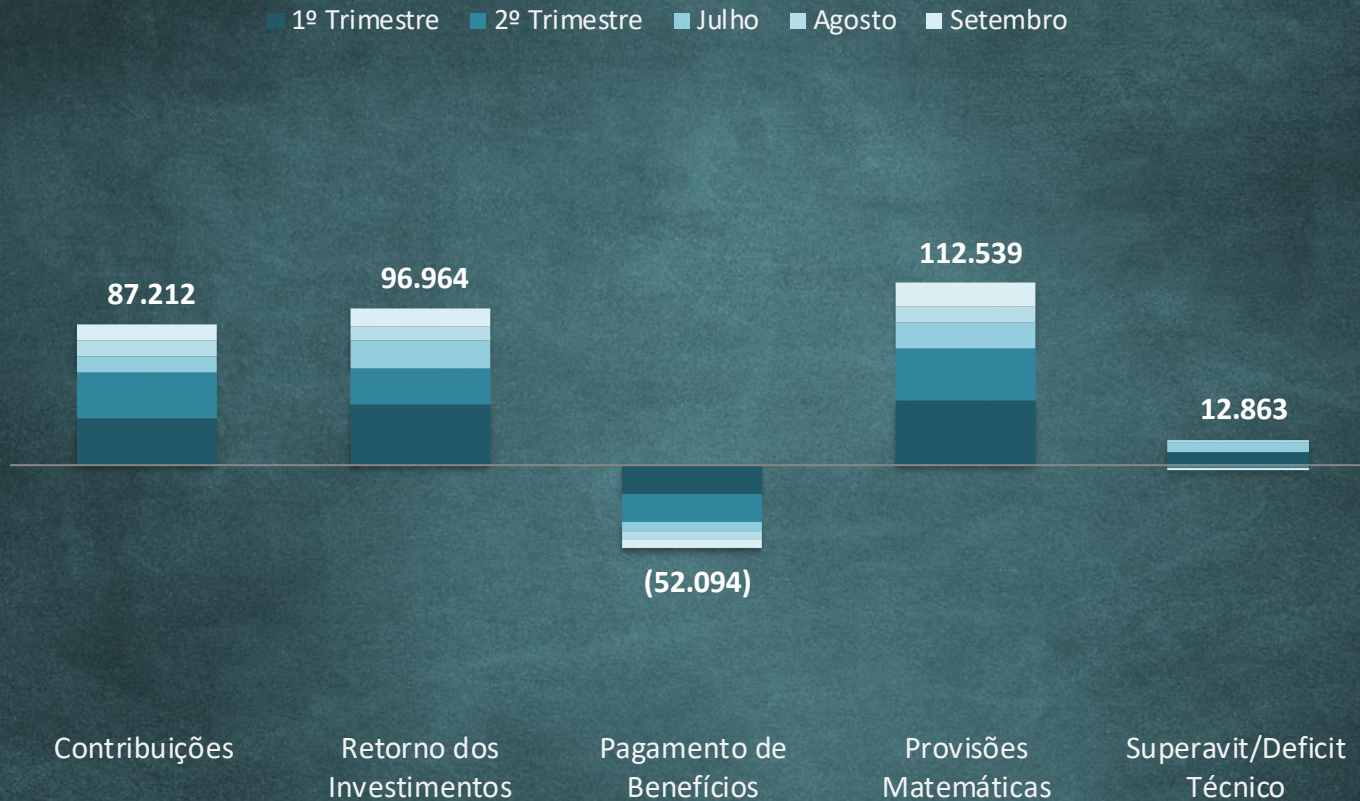 1º Trimestre 2º Trimestre Julho Agosto Setembro
87.212
96.964
(52.094)
112.539
12.863
Contribuições
Retorno dos
Investimentos
Pagamento de
Benefícios
Provisões
Matemáticas
Superavit/Deficit
Técnico